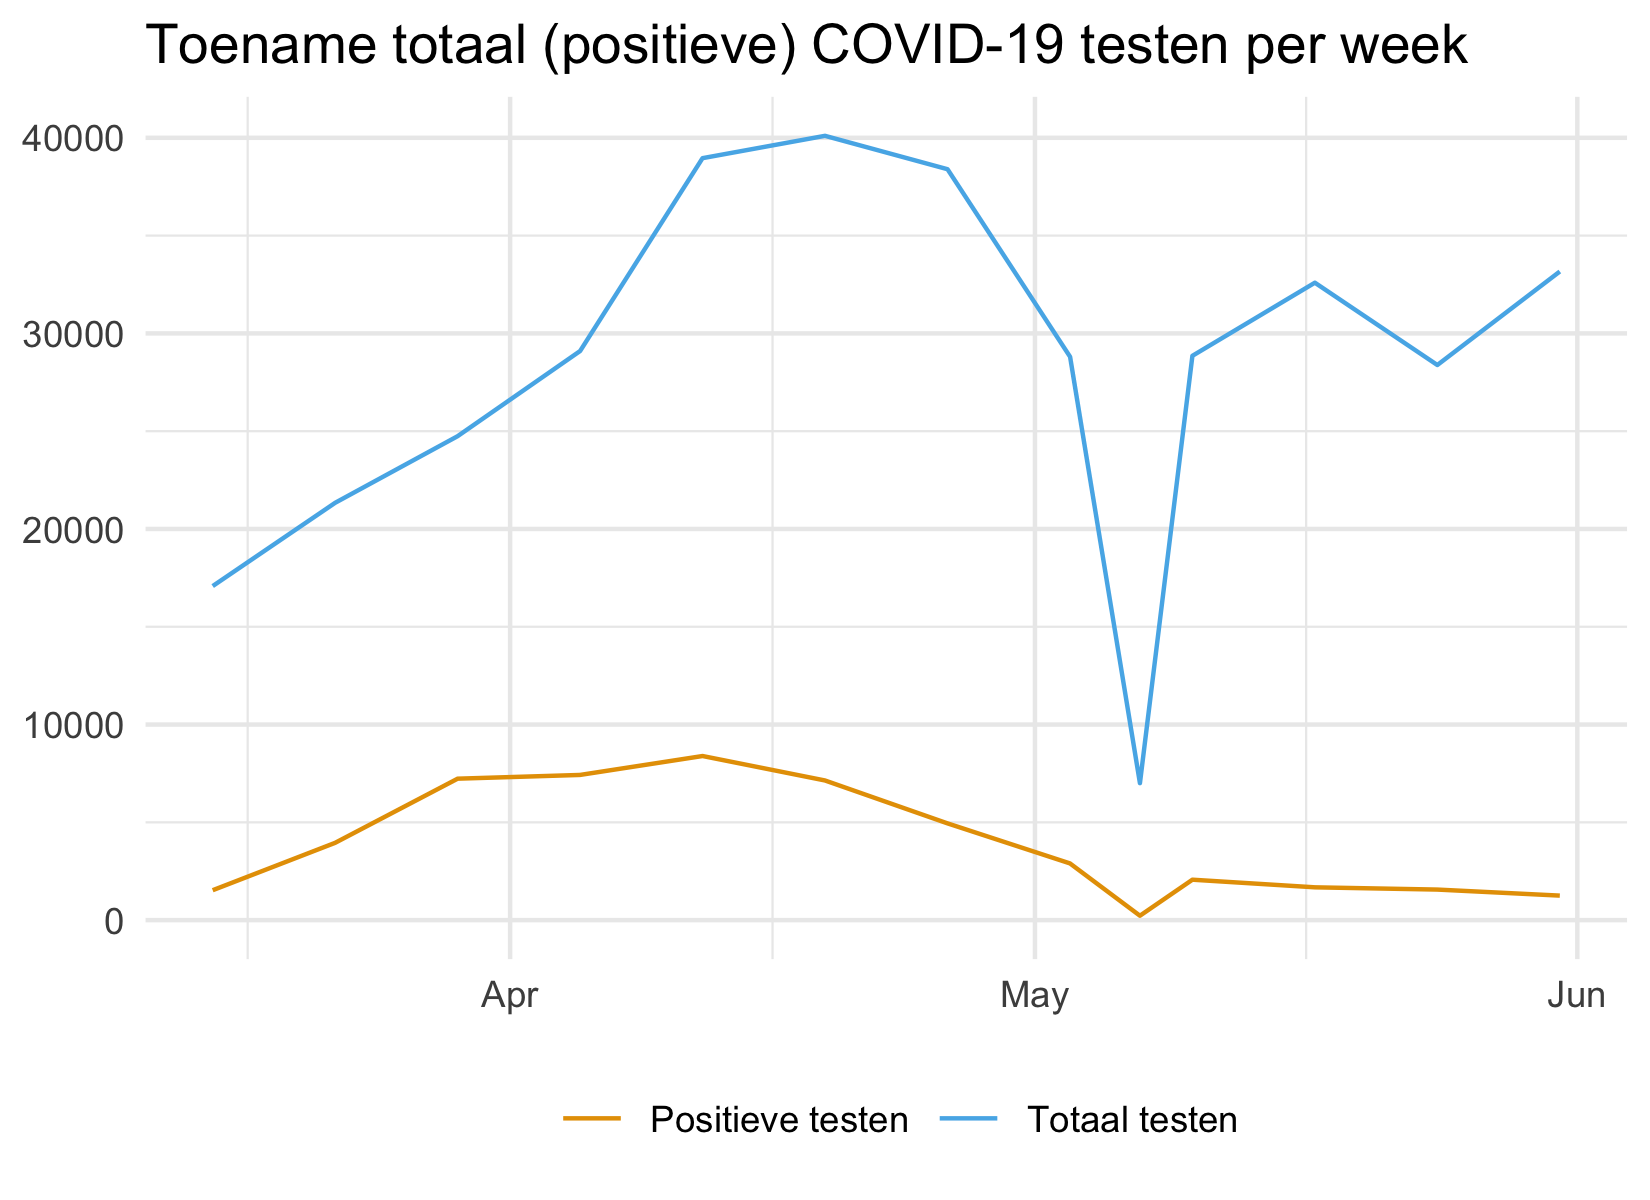 Toename totaal (positieve) COVID-19 testen per week
40000
30000
20000
10000
0
Apr May Jun
Positieve testen Totaal testen